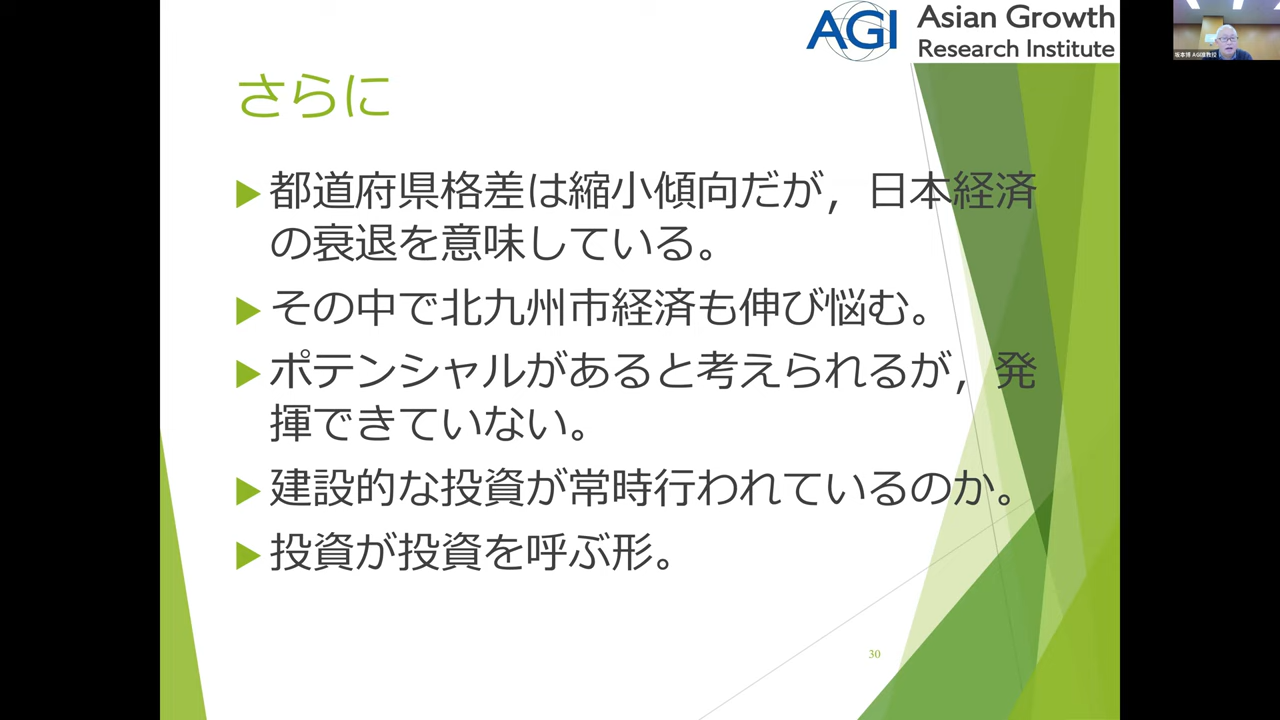 AGI
Asian Growth
Research Institute
さらに
都道府県格差は縮小傾向だが，日本経済
の衰退を意味している。
その中で北九州市経済も伸び悩む。
ポテンシャルがあると考えられるが，発
揮できていない。
建設的な投資が常時行われているのか。
投資が投資を呼ぶ形。
30